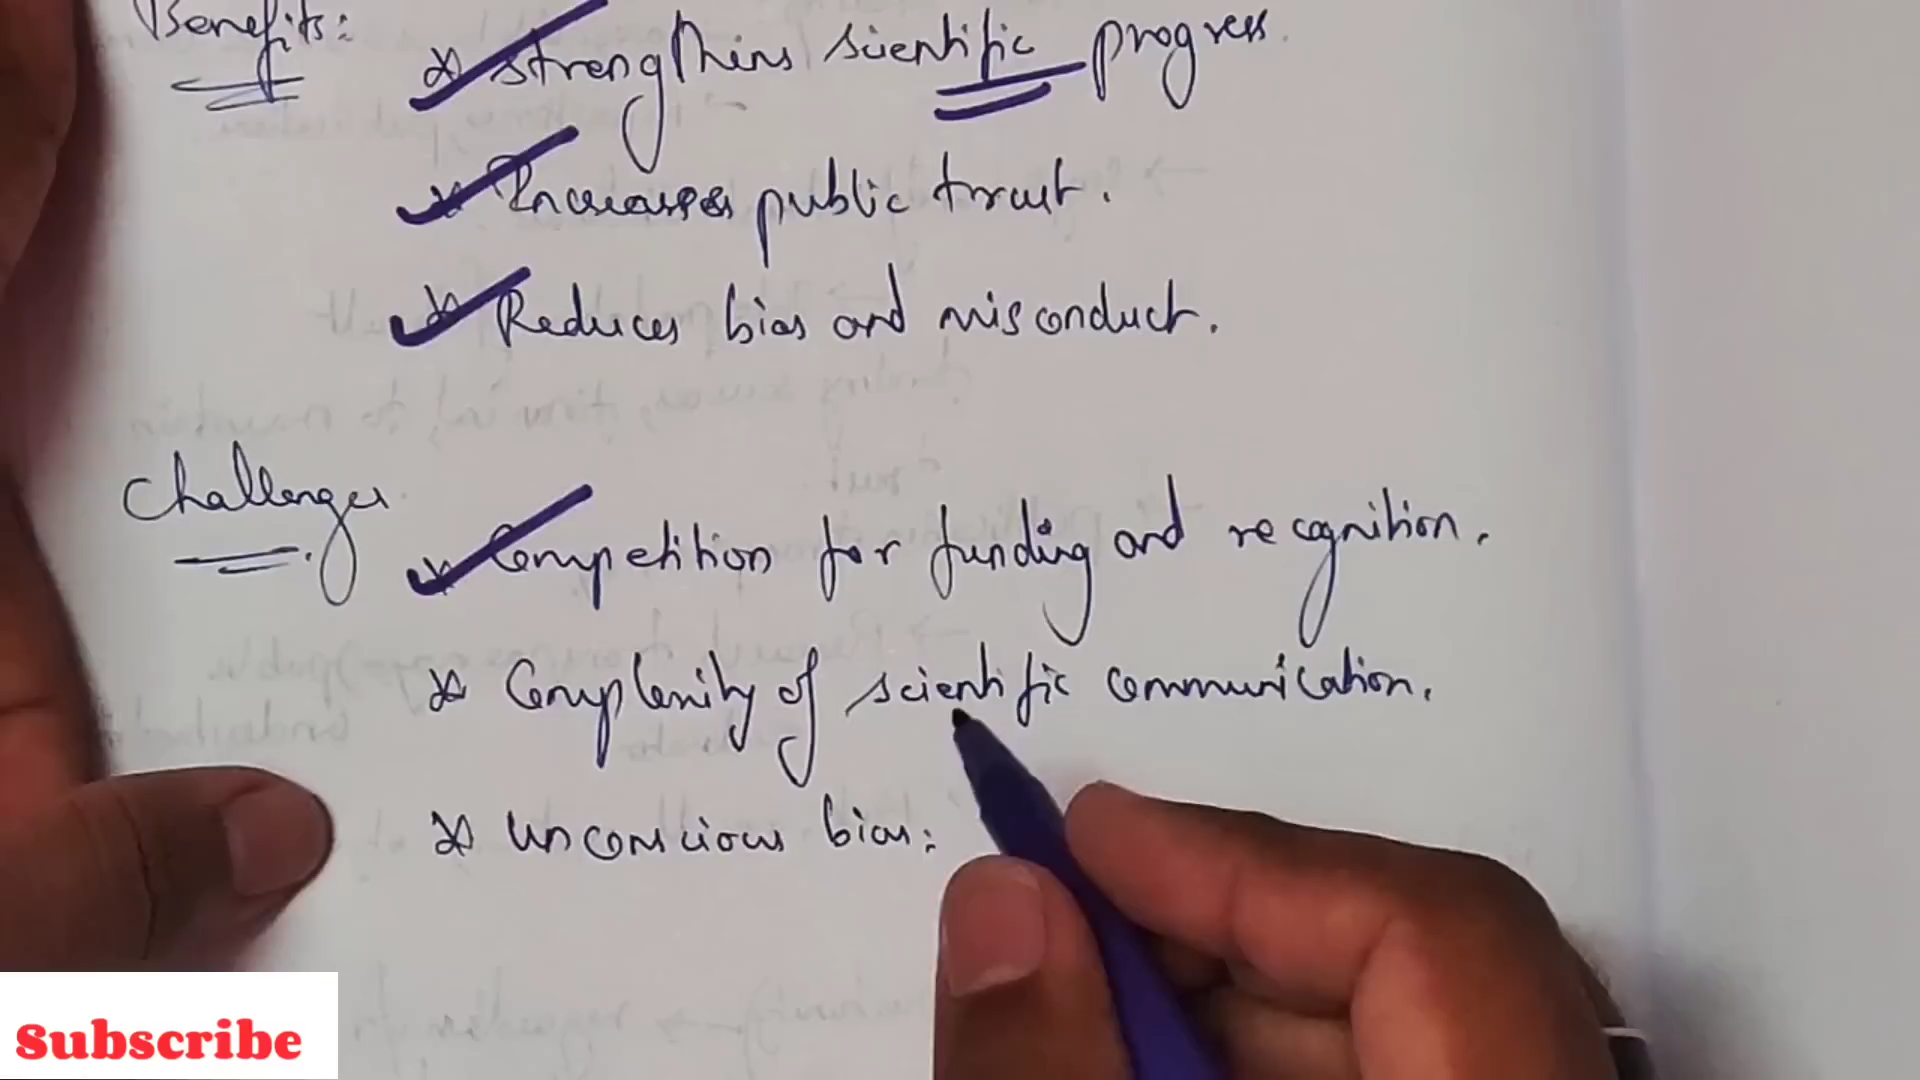 Benefits:
* Strengthens scientific progress.
* Increases public trust.
* Reduces bias and misconduct.
Challenges
* Competition for funding and recognition.
* Complexity of scientific communication.
* Unconscious bias:
Subscribe